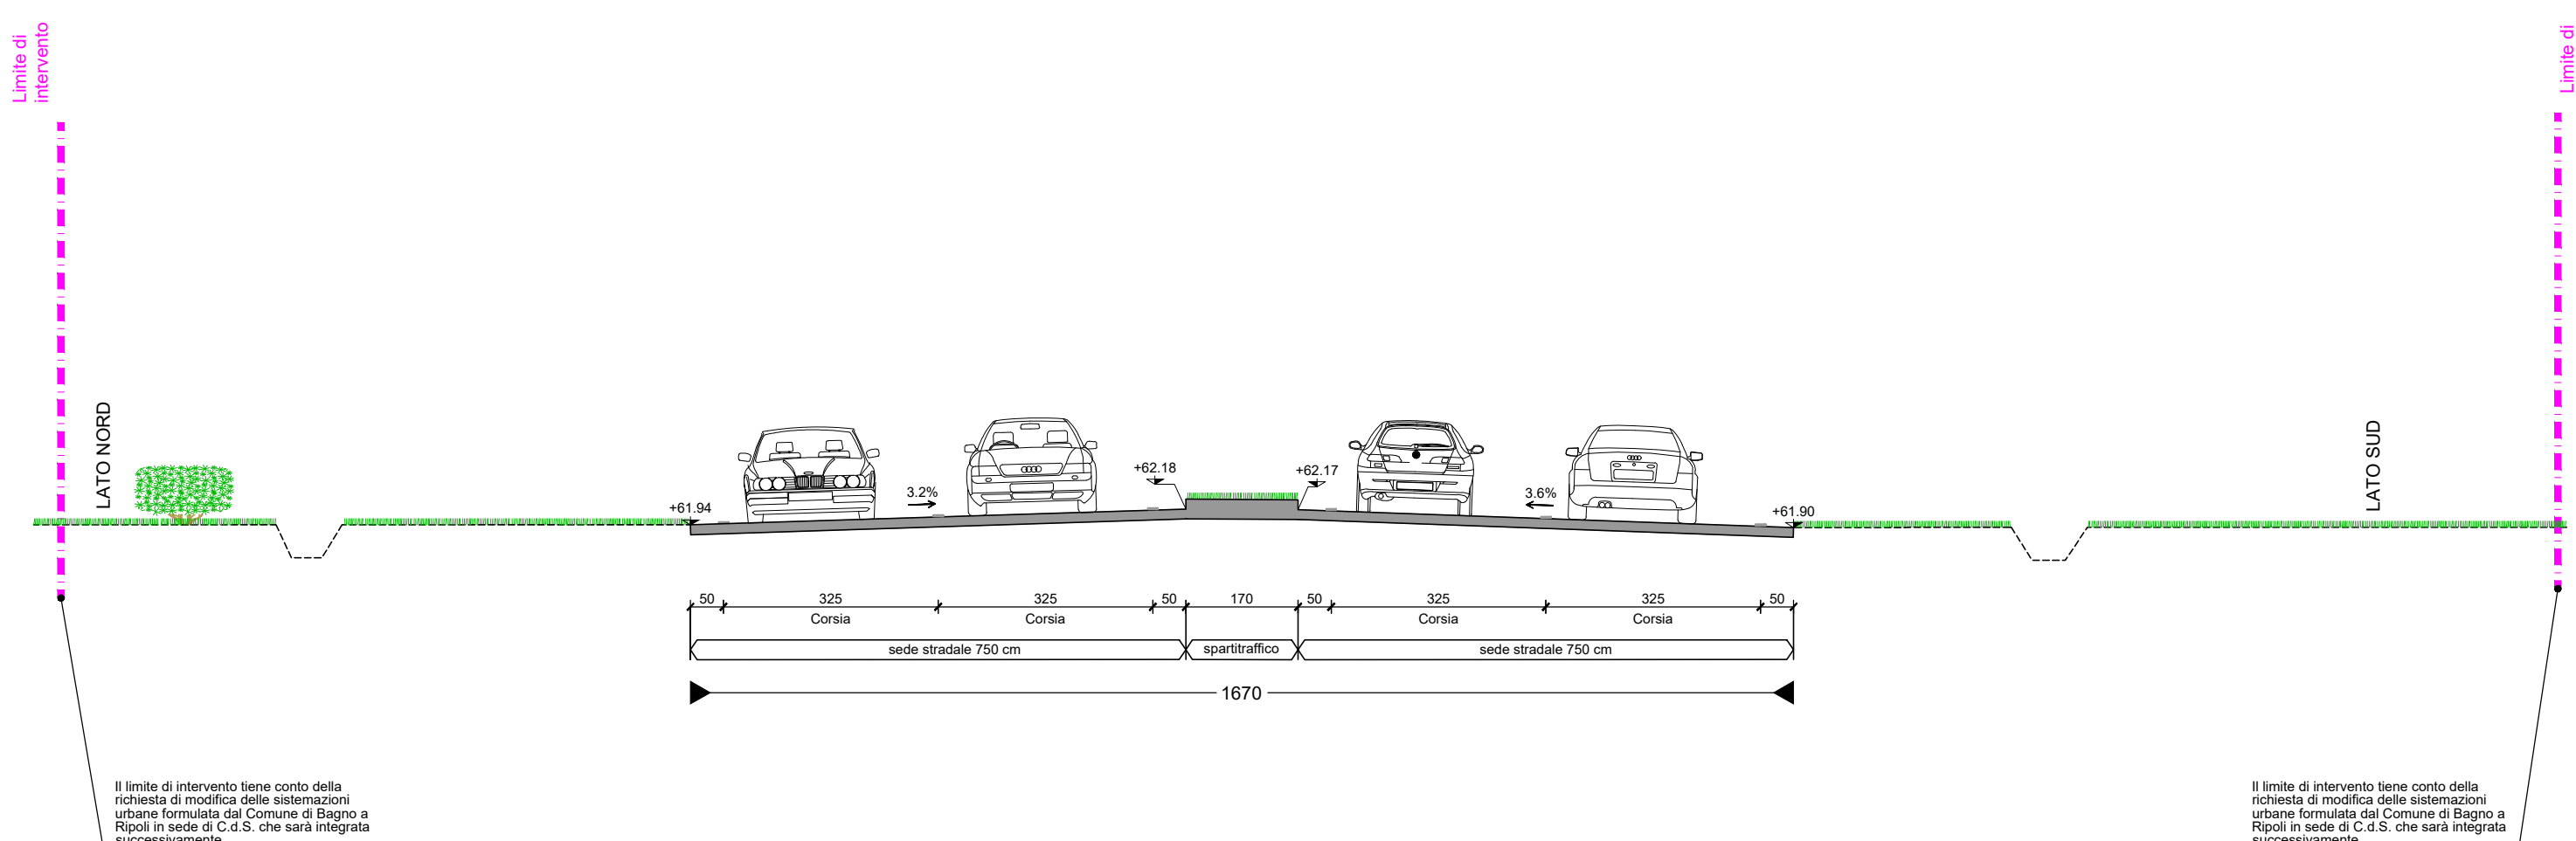 Limite di
intervento
Limite di
LATO NORD
LATO SUD
+62.18
+62.17
3.2%
3.6%
+61.94
+61.90
50 325 325 50 170 50 325 325 50
Corsia Corsia Corsia Corsia
sede stradale 750 cm spartitraffico sede stradale 750 cm
1670
Il limite di intervento tiene conto della
richiesta di modifica delle sistemazioni
urbane formulata dal Comune di Bagno a
Ripoli in sede di C.d.S. che sarà integrata
successivamente
Il limite di intervento tiene conto della
richiesta di modifica delle sistemazioni
urbane formulata dal Comune di Bagno a
Ripoli in sede di C.d.S. che sarà integrata
successivamente